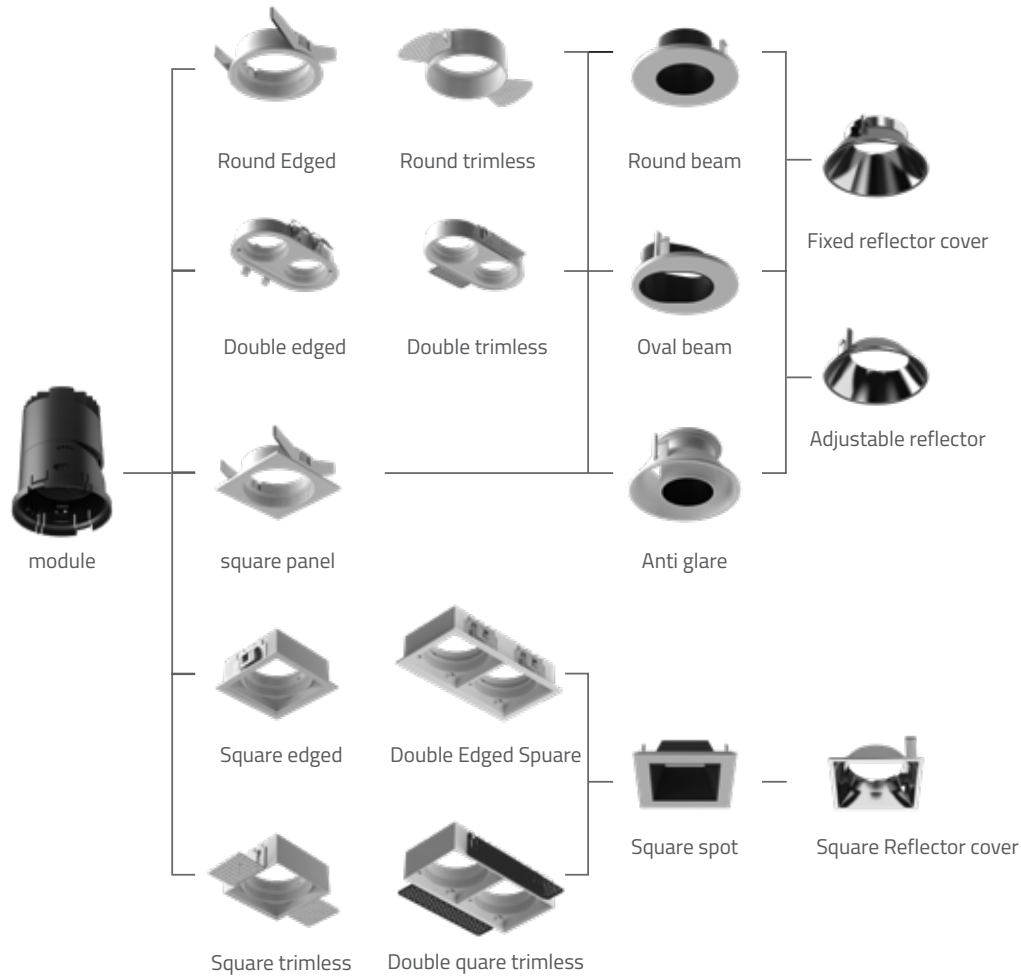 Round Edged
Round trimless
Round beam
Fixed reflector cover
Double edged
Double trimless
Oval beam
Adjustable reflector
module
square panel
Anti glare
Square edged
Double Edged Spuare
Square spot
Square Reflector cover
Square trimless
Double quare trimless